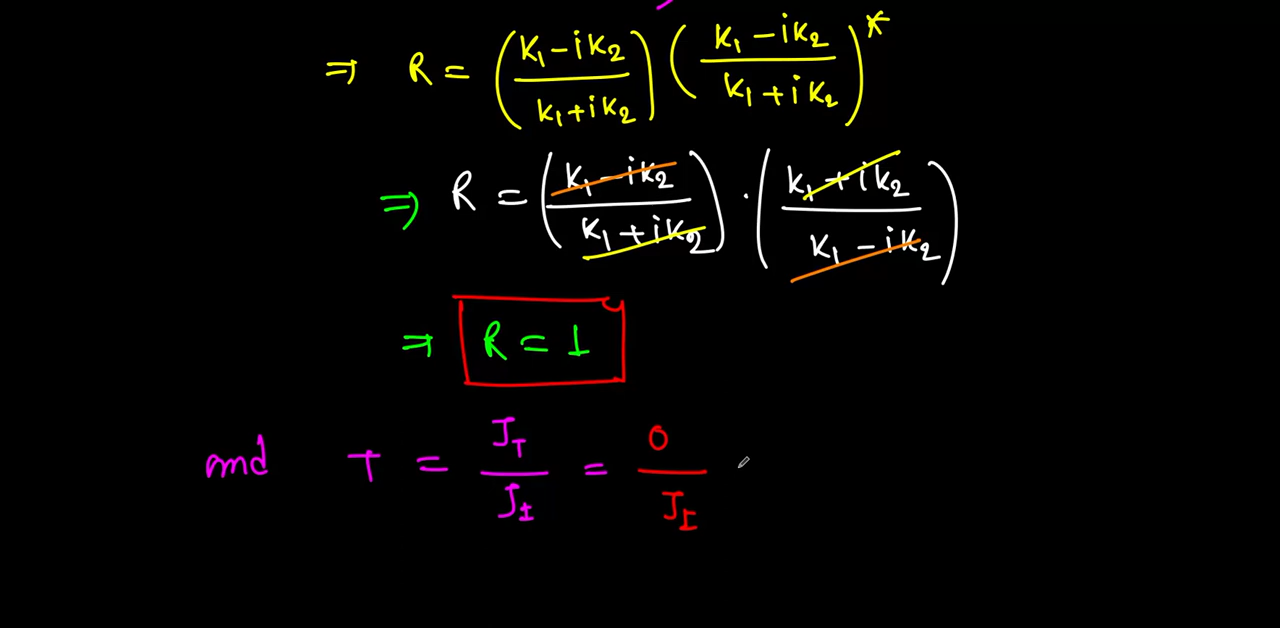 ⇒ R = ((K₁ - iK₂)/(K₁ + iK₂)) ((K₁ - iK₂)/(K₁ + iK₂))*
⇒ R = ((K₁ - iK₂)/(K₁ + iK₂)) · ((K₁ + iK₂)/(K₁ - iK₂))
⇒ R = 1
and T = J_T/J_I = 0/J_I